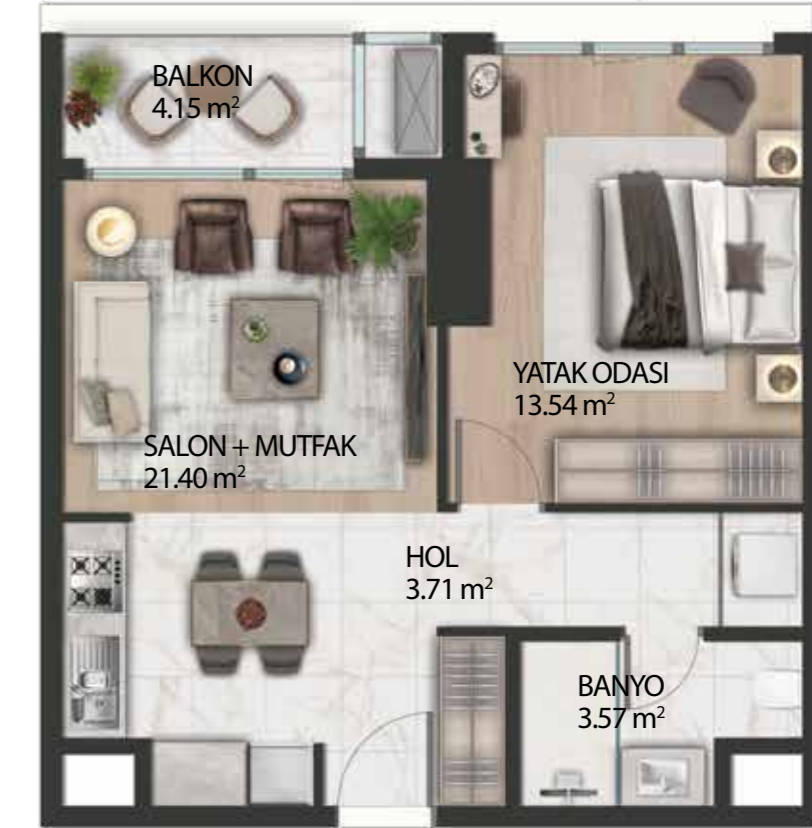 BALKON
4.15 m²
YATAK ODASI
13.54 m²
SALON + MUTFAK
21.40 m²
HOL
3.71 m²
BANYO
3.57 m²